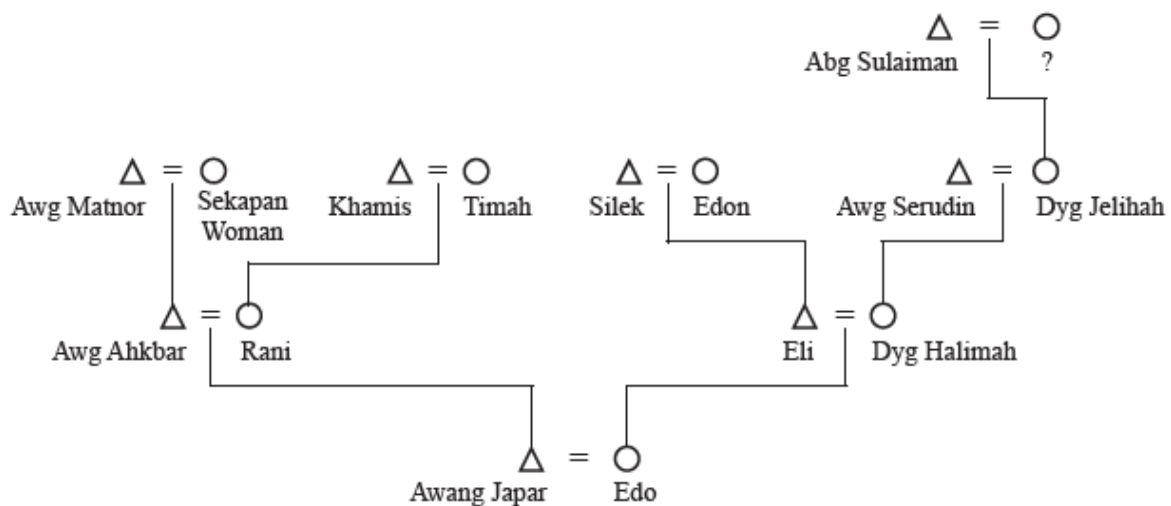 =
Abg Sulaiman ?
= = = =
Awg Matnor Sekapan Woman Khamis Timah Silek Edon Awg Serudin Dyg Jelihah
= =
Awg Ahkbar Rani Eli Dyg Halimah
=
Awang Japar Edo